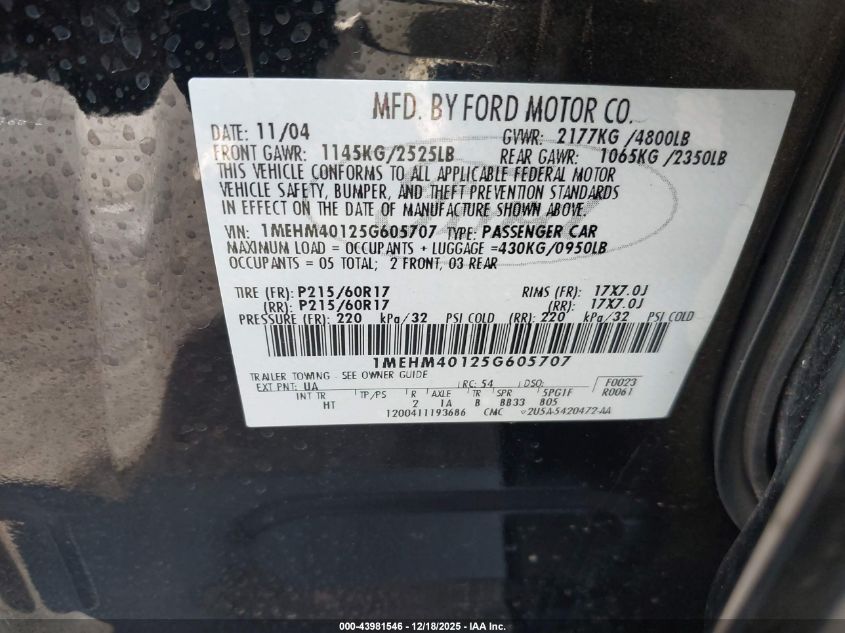 MFD. BY FORD MOTOR CO.
DATE: 11/04 GVWR: 2177KG /4800LB
FRONT GAWR: 1145KG/2525LB REAR GAWR: 1065KG /2350LB
THIS VEHICLE CONFORMS TO ALL APPLICABLE FEDERAL MOTOR
VEHICLE SAFETY, BUMPER, AND THEFT PREVENTION STANDARDS
IN EFFECT ON THE DATE OF MANUFACTURE SHOWN ABOVE.
VIN: 1MEHM40125G605707 TYPE: PASSENGER CAR
MAXIMUM LOAD = OCCUPANTS + LUGGAGE =430KG/0950LB
OCCUPANTS = 05 TOTAL; 2 FRONT, 03 REAR
TIRE (FR): P215/60R17 RIMS (FR): 17X7.0J
(RR): P215/60R17 (RR): 17X7.0J
PRESSURE (FR): 220 kPa/32 PSI COLD (RR): 220 kPa/32 PSI COLD
1MEHM40125G605707
TRAILER TOWING - SEE OWNER GUIDE
EXT PNT: UA RC: 54 DSO: F0023
INT TR TP/PS R AXLE TR SPR 5PG1F R0061
HT 2 1A B BB33 B05
1200411193686 CMC 2U5A-5420472-AA
000-43981546 - 12/18/2025 - IAA Inc.